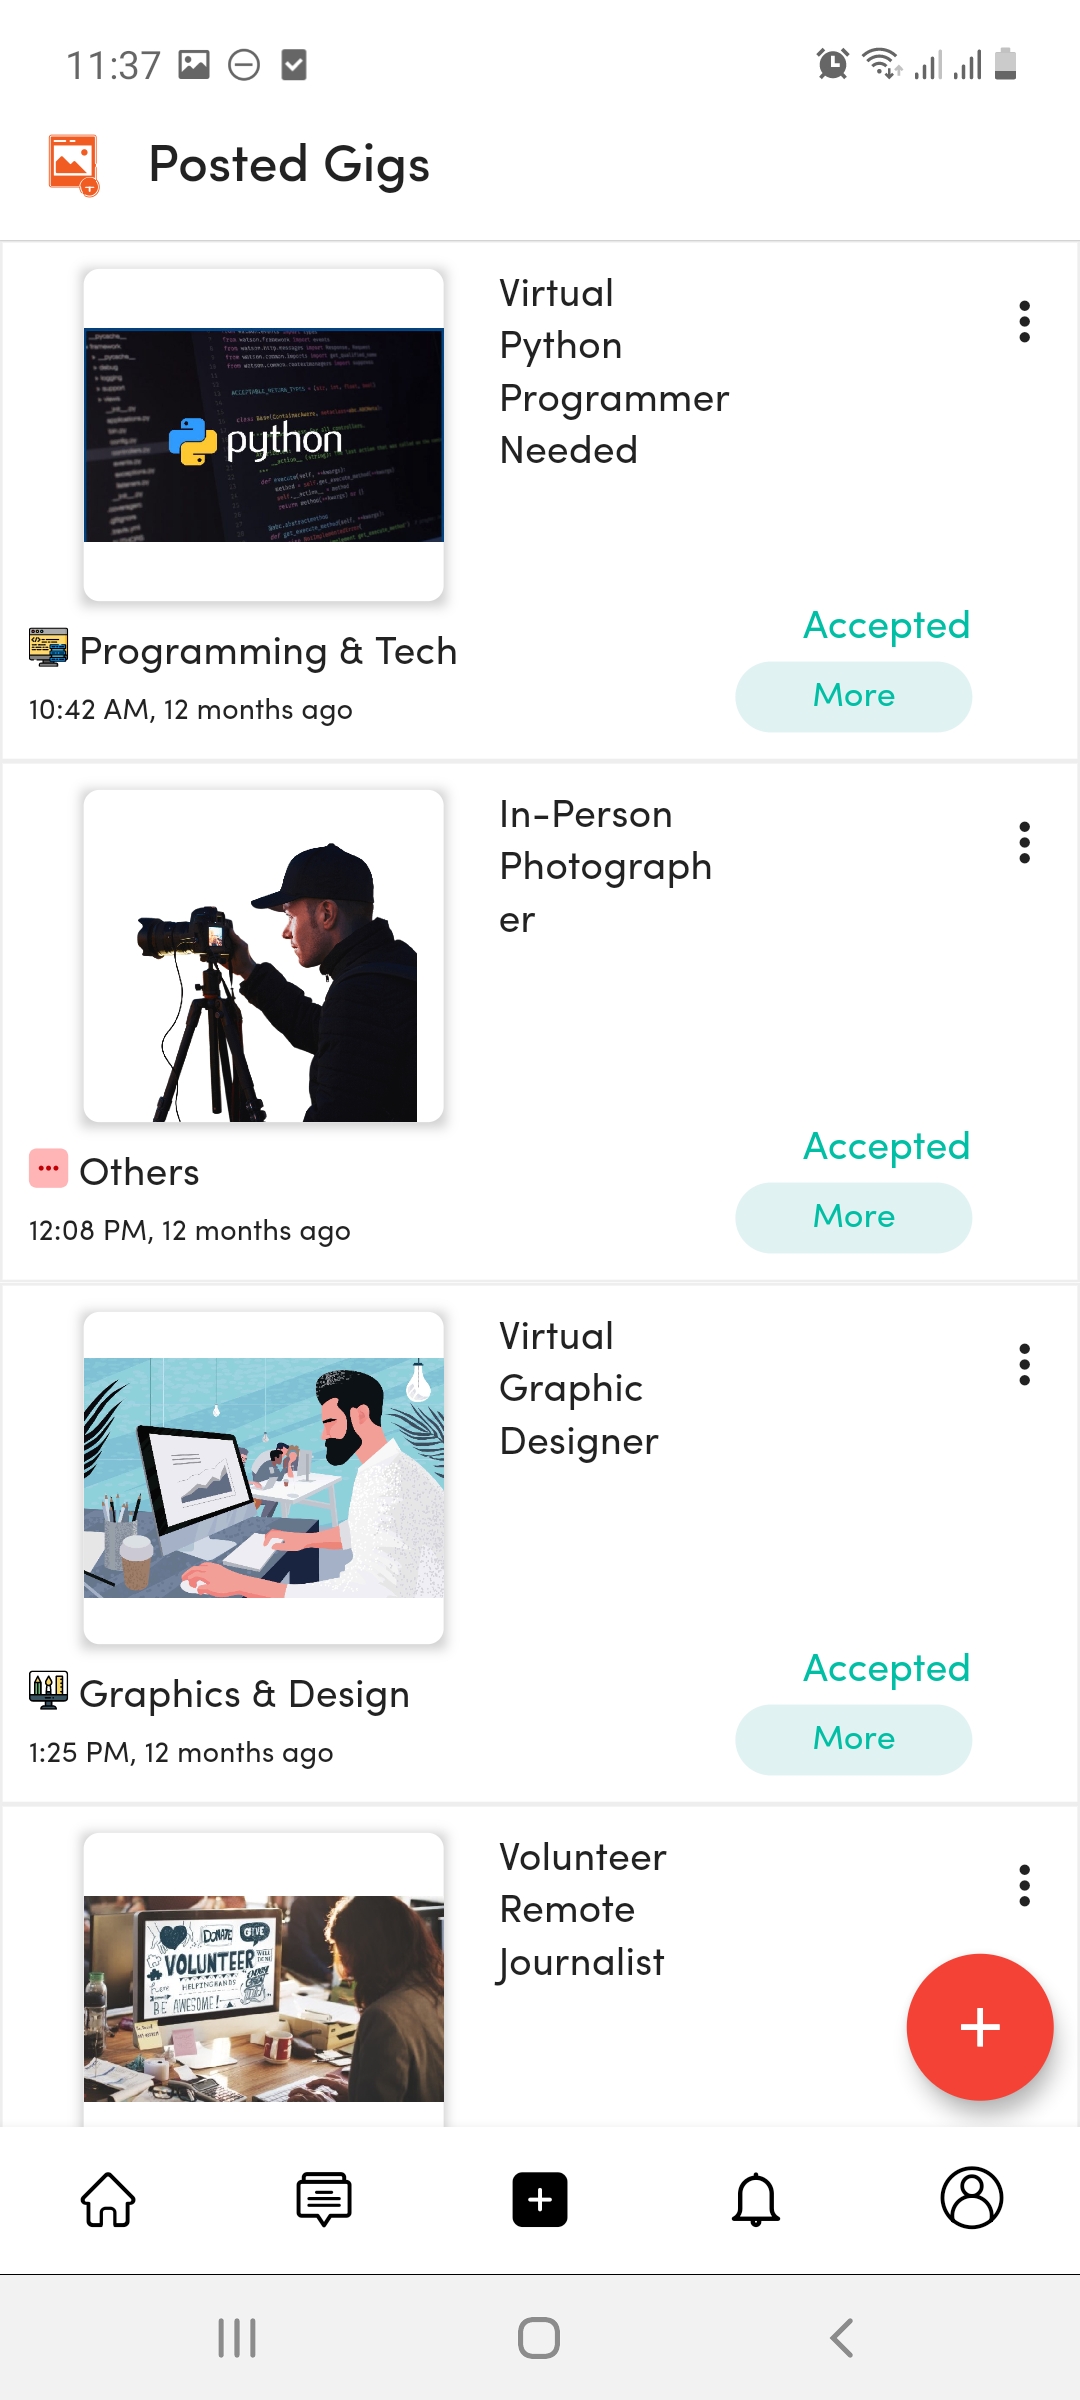 11:37
Posted Gigs
python
Virtual
Python
Programmer
Needed
Accepted
Programming & Tech
More
10:42 AM, 12 months ago
In-Person
Photograph
er
Accepted
Others
More
12:08 PM, 12 months ago
Virtual
Graphic
Designer
Accepted
Graphics & Design
More
1:25 PM, 12 months ago
Volunteer
Remote
Journalist
DONATE GIVE
VOLUNTEER
HELPING HANDS
BE AWESOME!